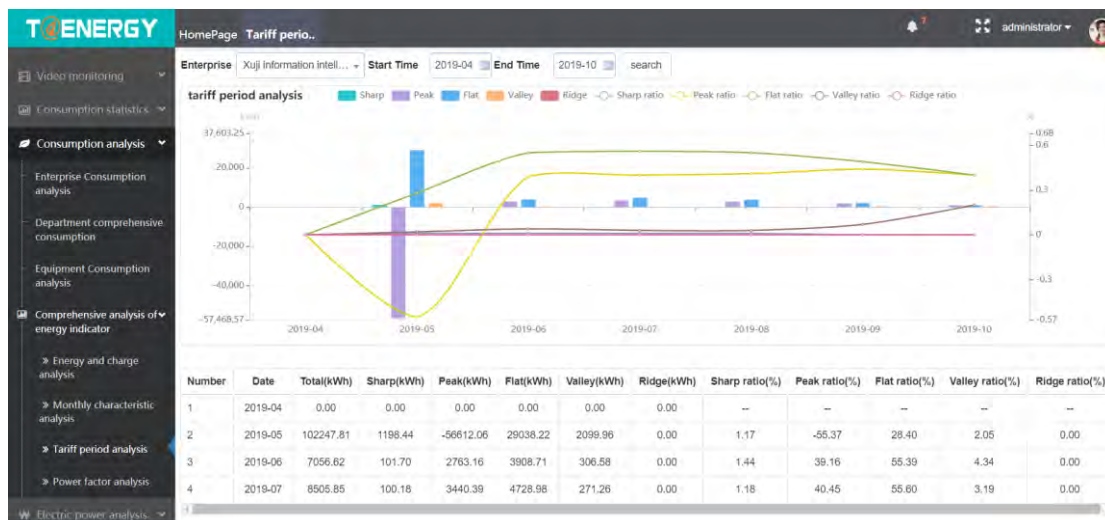 T@ENERGY
HomePage Tariff perio..
7
administrator
Enterprise Xuji information intell... Start Time 2019-04 End Time 2019-10 search
Video monitoring
Consumption statistics
Consumption analysis
Enterprise Consumption
analysis
Department comprehensive
consumption
Equipment Consumption
analysis
Comprehensive analysis of
energy indicator
» Energy and charge
analysis
» Monthly characteristic
analysis
» Tariff period analysis
» Power factor analysis
Electric power analysis
tariff period analysis Sharp Peak Flat Valley Ridge Sharp ratio Peak ratio Flat ratio Valley ratio Ridge ratio
37,603.25
20,000
0
-20,000
-40,000
-57,468.57
0.68
0.6
0.3
0
-0.3
-0.57
2019-04 2019-05 2019-06 2019-07 2019-08 2019-09 2019-10
Number Date Total(kWh) Sharp(kWh) Peak(kWh) Flat(kWh) Valley(kWh) Ridge(kWh) Sharp ratio(%) Peak ratio(%) Flat ratio(%) Valley ratio(%) Ridge ratio(%)
1 2019-04 0.00 0.00 0.00 0.00 0.00 0.00 -- -- -- -- --
2 2019-05 102247.81 1198.44 -56612.06 29038.22 2099.96 0.00 1.17 -55.37 28.40 2.05 0.00
3 2019-06 7056.62 101.70 2763.16 3908.71 306.58 0.00 1.44 39.16 55.39 4.34 0.00
4 2019-07 8505.85 100.18 3440.39 4728.98 271.26 0.00 1.18 40.45 55.60 3.19 0.00